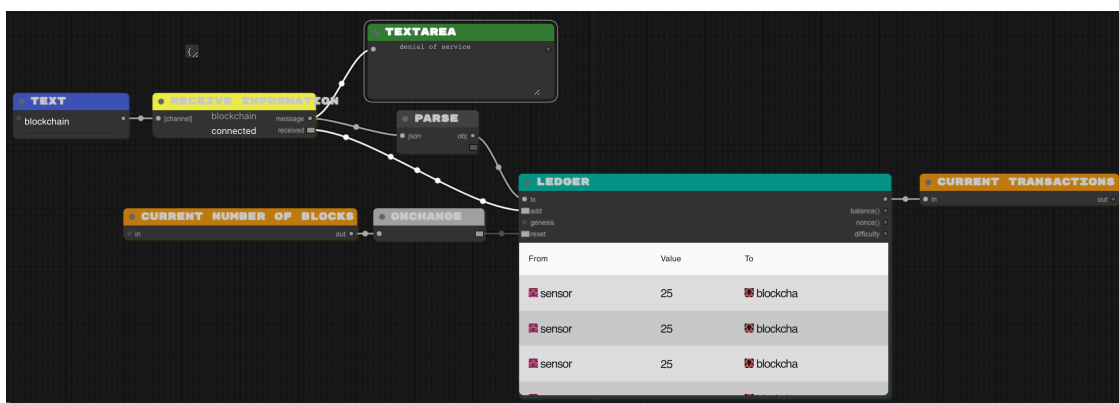 TEXTAREA
denial of service
{
TEXT
blockchain
RECEIVE INFORMATION
[channel]
blockchain
message
connected
received
PARSE
json
obj
LEDGER
tx
add
genesis
reset
balance()
nonce()
difficulty
CURRENT TRANSACTIONS
in
out
CURRENT NUMBER OF BLOCKS
in
out
ONCHANGE
From Value To
sensor 25 blockcha
sensor 25 blockcha
sensor 25 blockcha